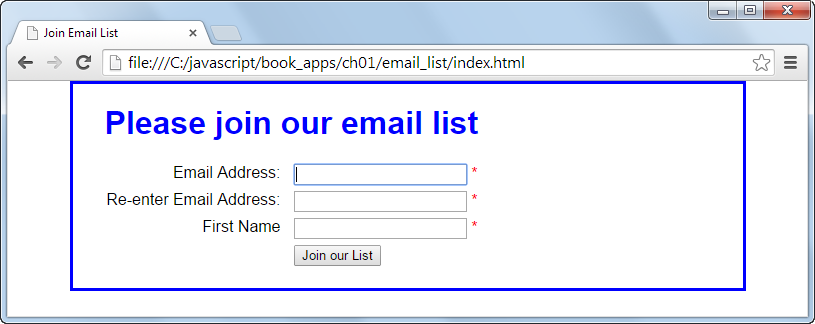 Join Email List
file:///C:/javascript/book_apps/ch01/email_list/index.html
Please join our email list
Email Address: *
Re-enter Email Address: *
First Name *
Join our List